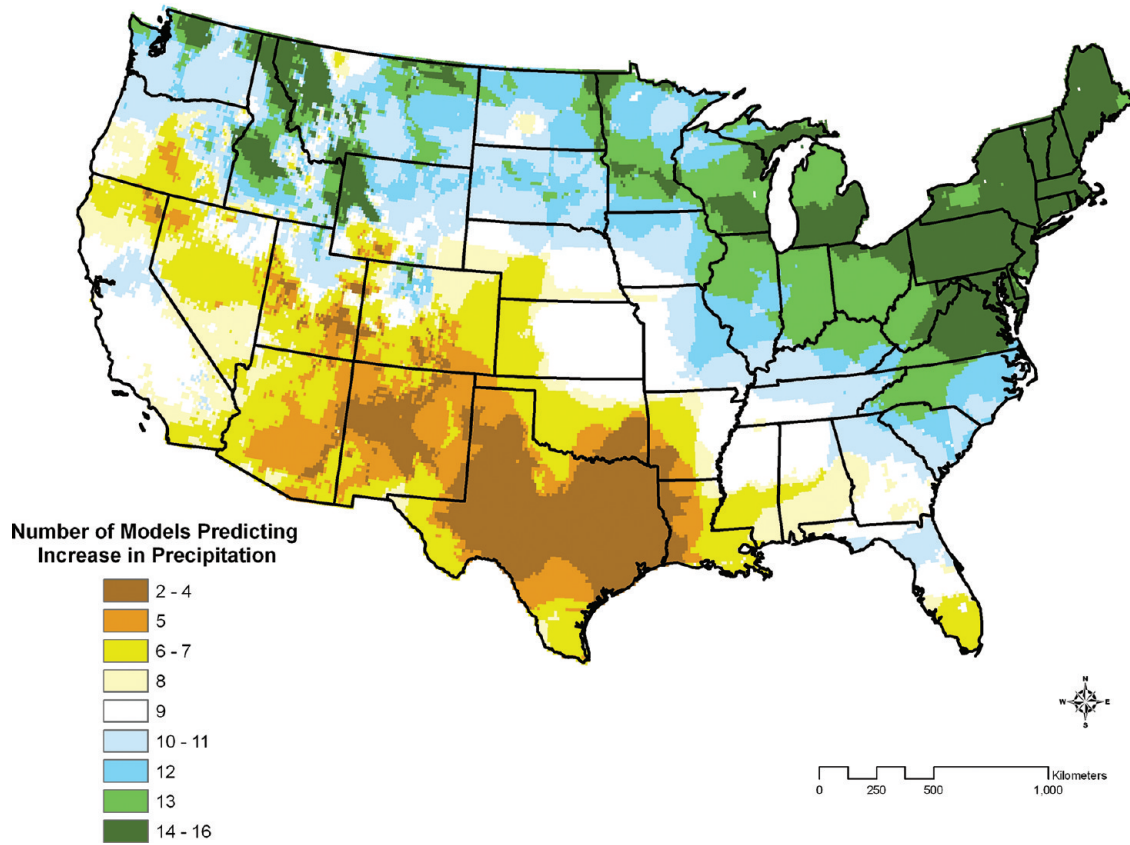 Number of Models Predicting
Increase in Precipitation
2 - 4
5
6 - 7
8
9
10 - 11
12
13
14 - 16
N
W E
S
Kilometers
0 250 500 1,000